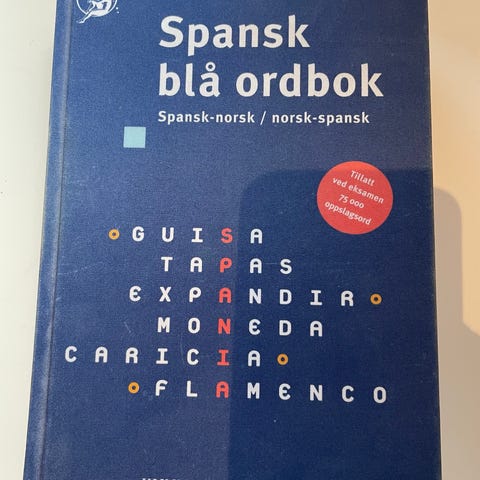 Spansk
blå ordbok
Spansk-norsk / norsk-spansk
Tillatt
ved eksamen
75 000
oppslagsord
GUISA
TAPAS
EXPANDIR
MONEDA
CARICIA
FLAMENCO